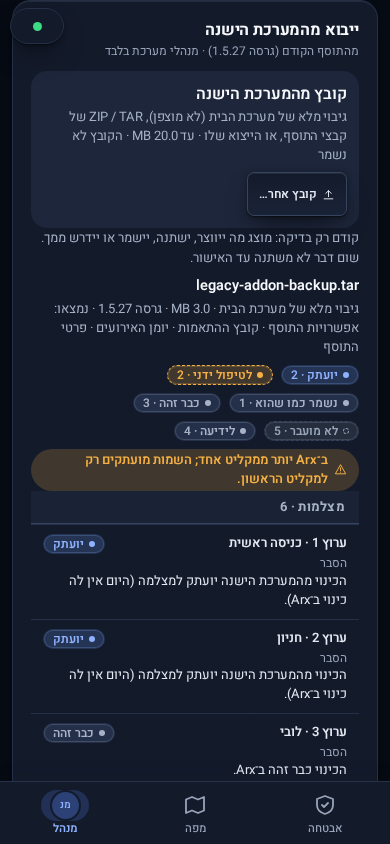 ייבוא מהמערכת הישנה
מהתוסף הקודם (גרסה 1.5.27) · מנהלי מערכת בלבד
קובץ מהמערכת הישנה
גיבוי מלא של מערכת הבית (לא מוצפן), ZIP / TAR של
קבצי התוסף, או הייצוא שלו · עד 20.0 MB · הקובץ לא
נשמר
קובץ אחר…
קודם רק בדיקה: מוצג מה ייווצר, ישתנה, יישמר או יידרש ממך.
שום דבר לא משתנה עד האישור.
legacy-addon-backup.tar
גיבוי מלא של מערכת הבית · 3.0 MB · גרסה 1.5.27 · נמצאו:
אפשרויות התוסף · קובץ ההתאמות · יומן האירועים · פרטי
התוסף
יועתק · 2
לטיפול ידני · 2
נשמר כמו שהוא · 1
כבר זהה · 3
לא מועבר · 5
לידיעה · 4
ב־Arx יותר ממקליט אחד; השמות מועתקים רק
למקליט הראשון.
מצלמות · 6
ערוץ 1 · כניסה ראשית
יועתק
הסבר
הכינוי מהמערכת הישנה יועתק למצלמה (היום אין לה
כינוי ב־Arx).
ערוץ 2 · חניון
יועתק
הסבר
הכינוי מהמערכת הישנה יועתק למצלמה (היום אין לה
כינוי ב־Arx).
ערוץ 3 · לובי
כבר זהה
הסבר
הכינוי כבר זהה ב־Arx.
אבטחה
מפה
מנ
מנהל